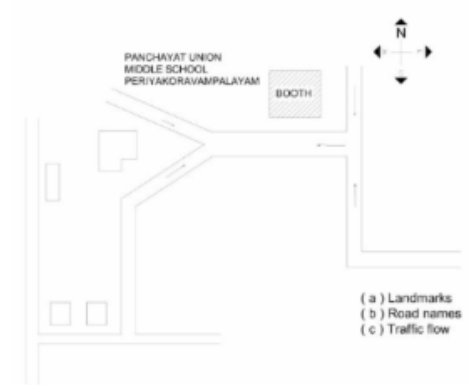 N
PANCHAYAT UNION
MIDDLE SCHOOL
PERIYAKORAVAMPALAYAM
BOOTH
( a ) Landmarks
( b ) Road names
( c ) Traffic flow